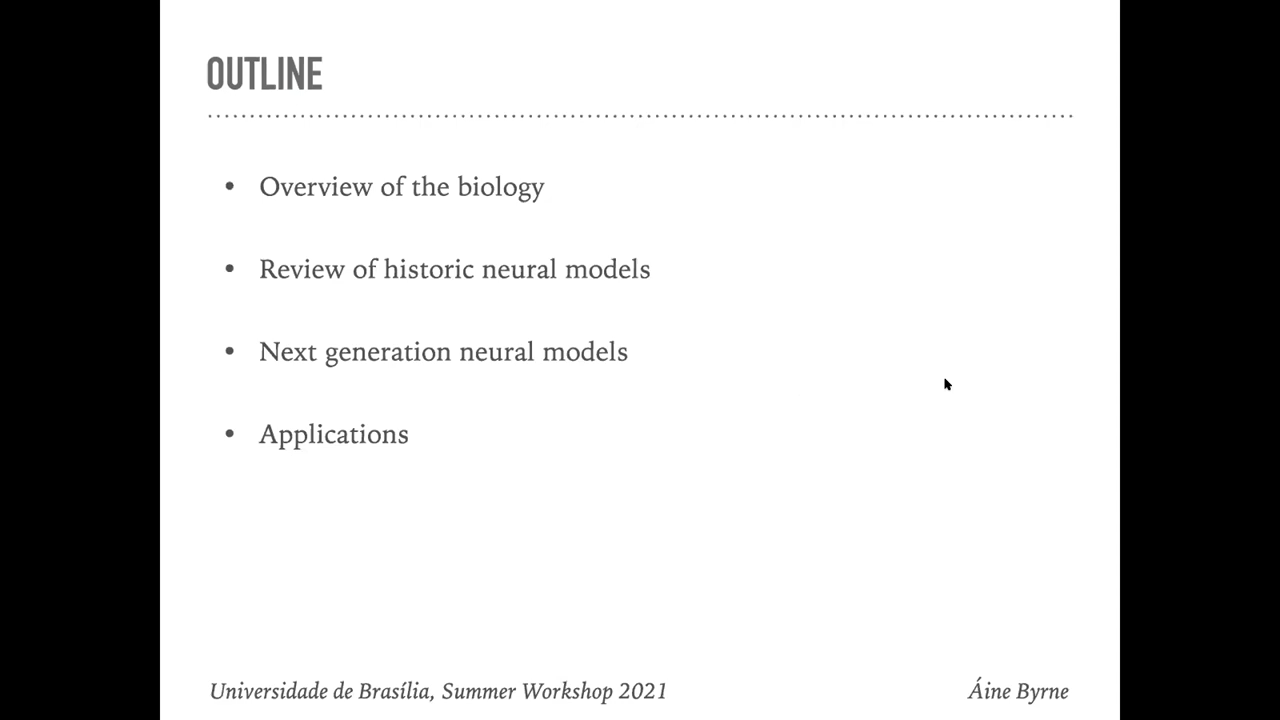 OUTLINE
• Overview of the biology
• Review of historic neural models
• Next generation neural models
• Applications
Universidade de Brasília, Summer Workshop 2021
Áine Byrne